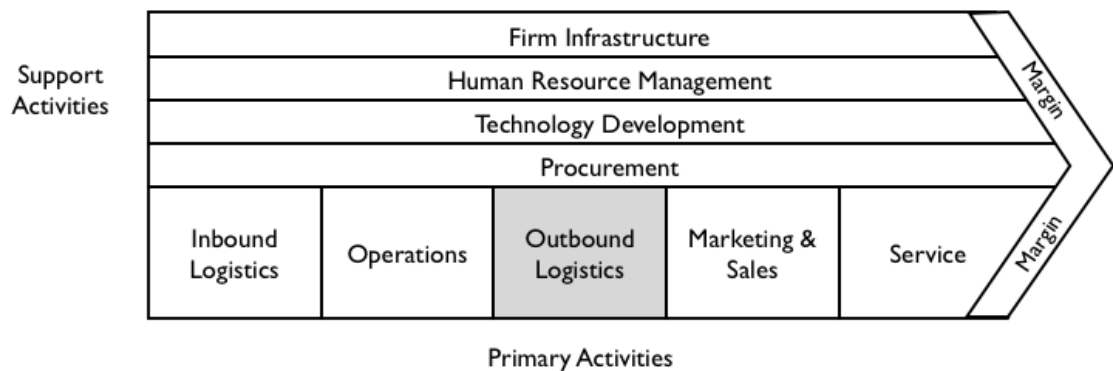 Firm Infrastructure
Support
Activities
Human Resource Management
Technology Development
Procurement
Margin
Inbound
Logistics
Operations
Outbound
Logistics
Marketing &
Sales
Service
Margin
Primary Activities